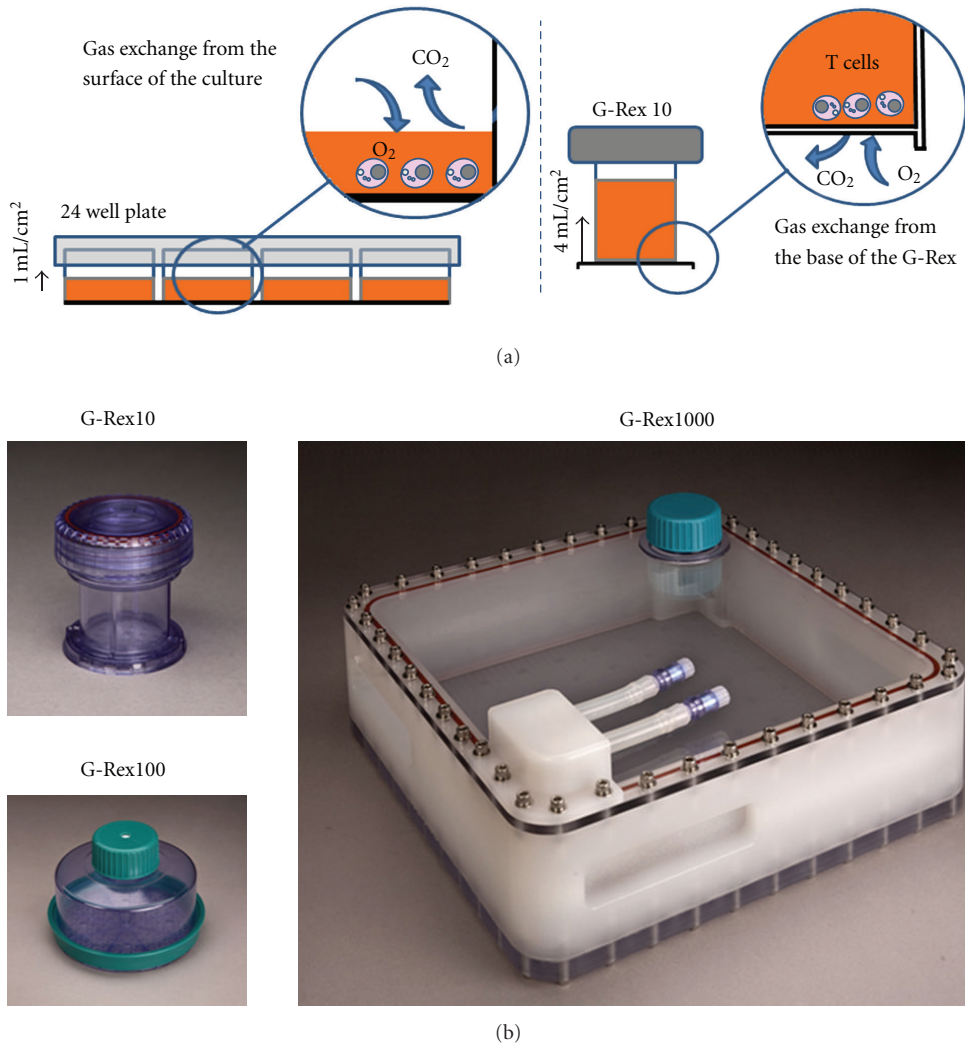 Gas exchange from the
surface of the culture
CO₂
O₂
24 well plate
1 mL/cm²
G-Rex 10
4 mL/cm²
T cells
CO₂
O₂
Gas exchange from
the base of the G-Rex
(a)
G-Rex10
G-Rex1000
G-Rex100
(b)